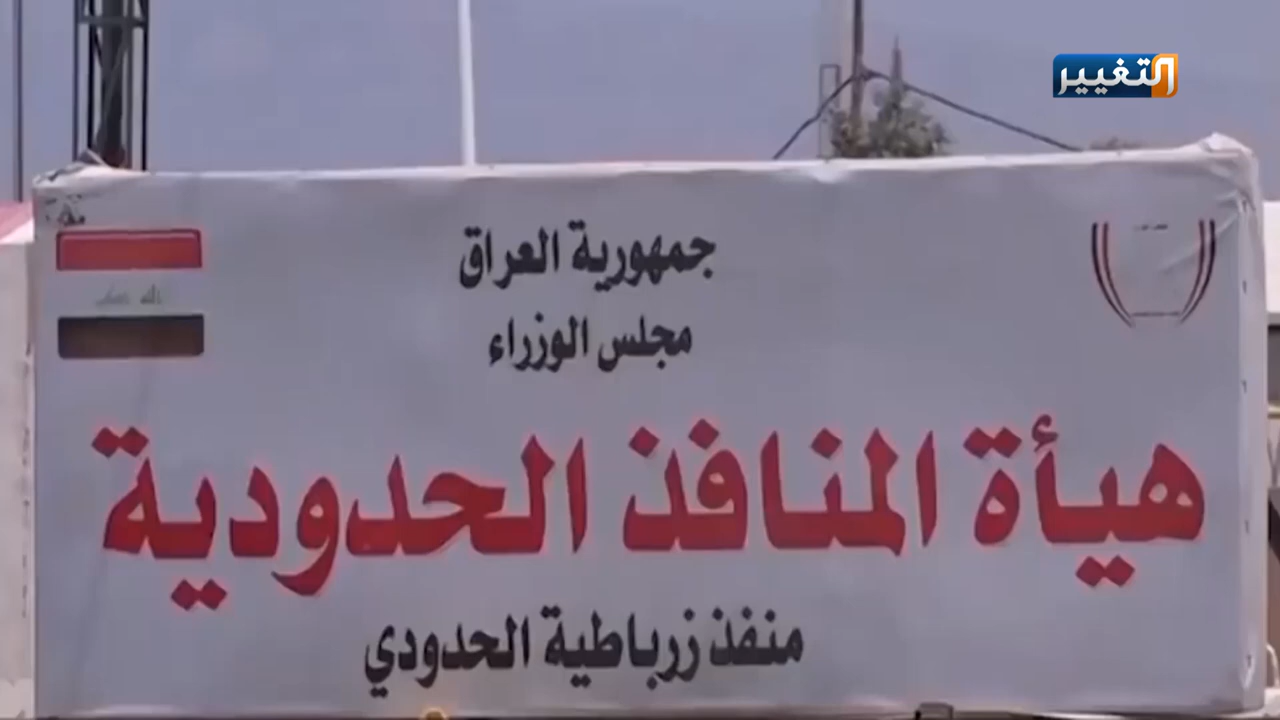 التغيير
جمهورية العراق
مجلس الوزراء
هيأة المنافذ الحدودية
منفذ زرباطية الحدودي